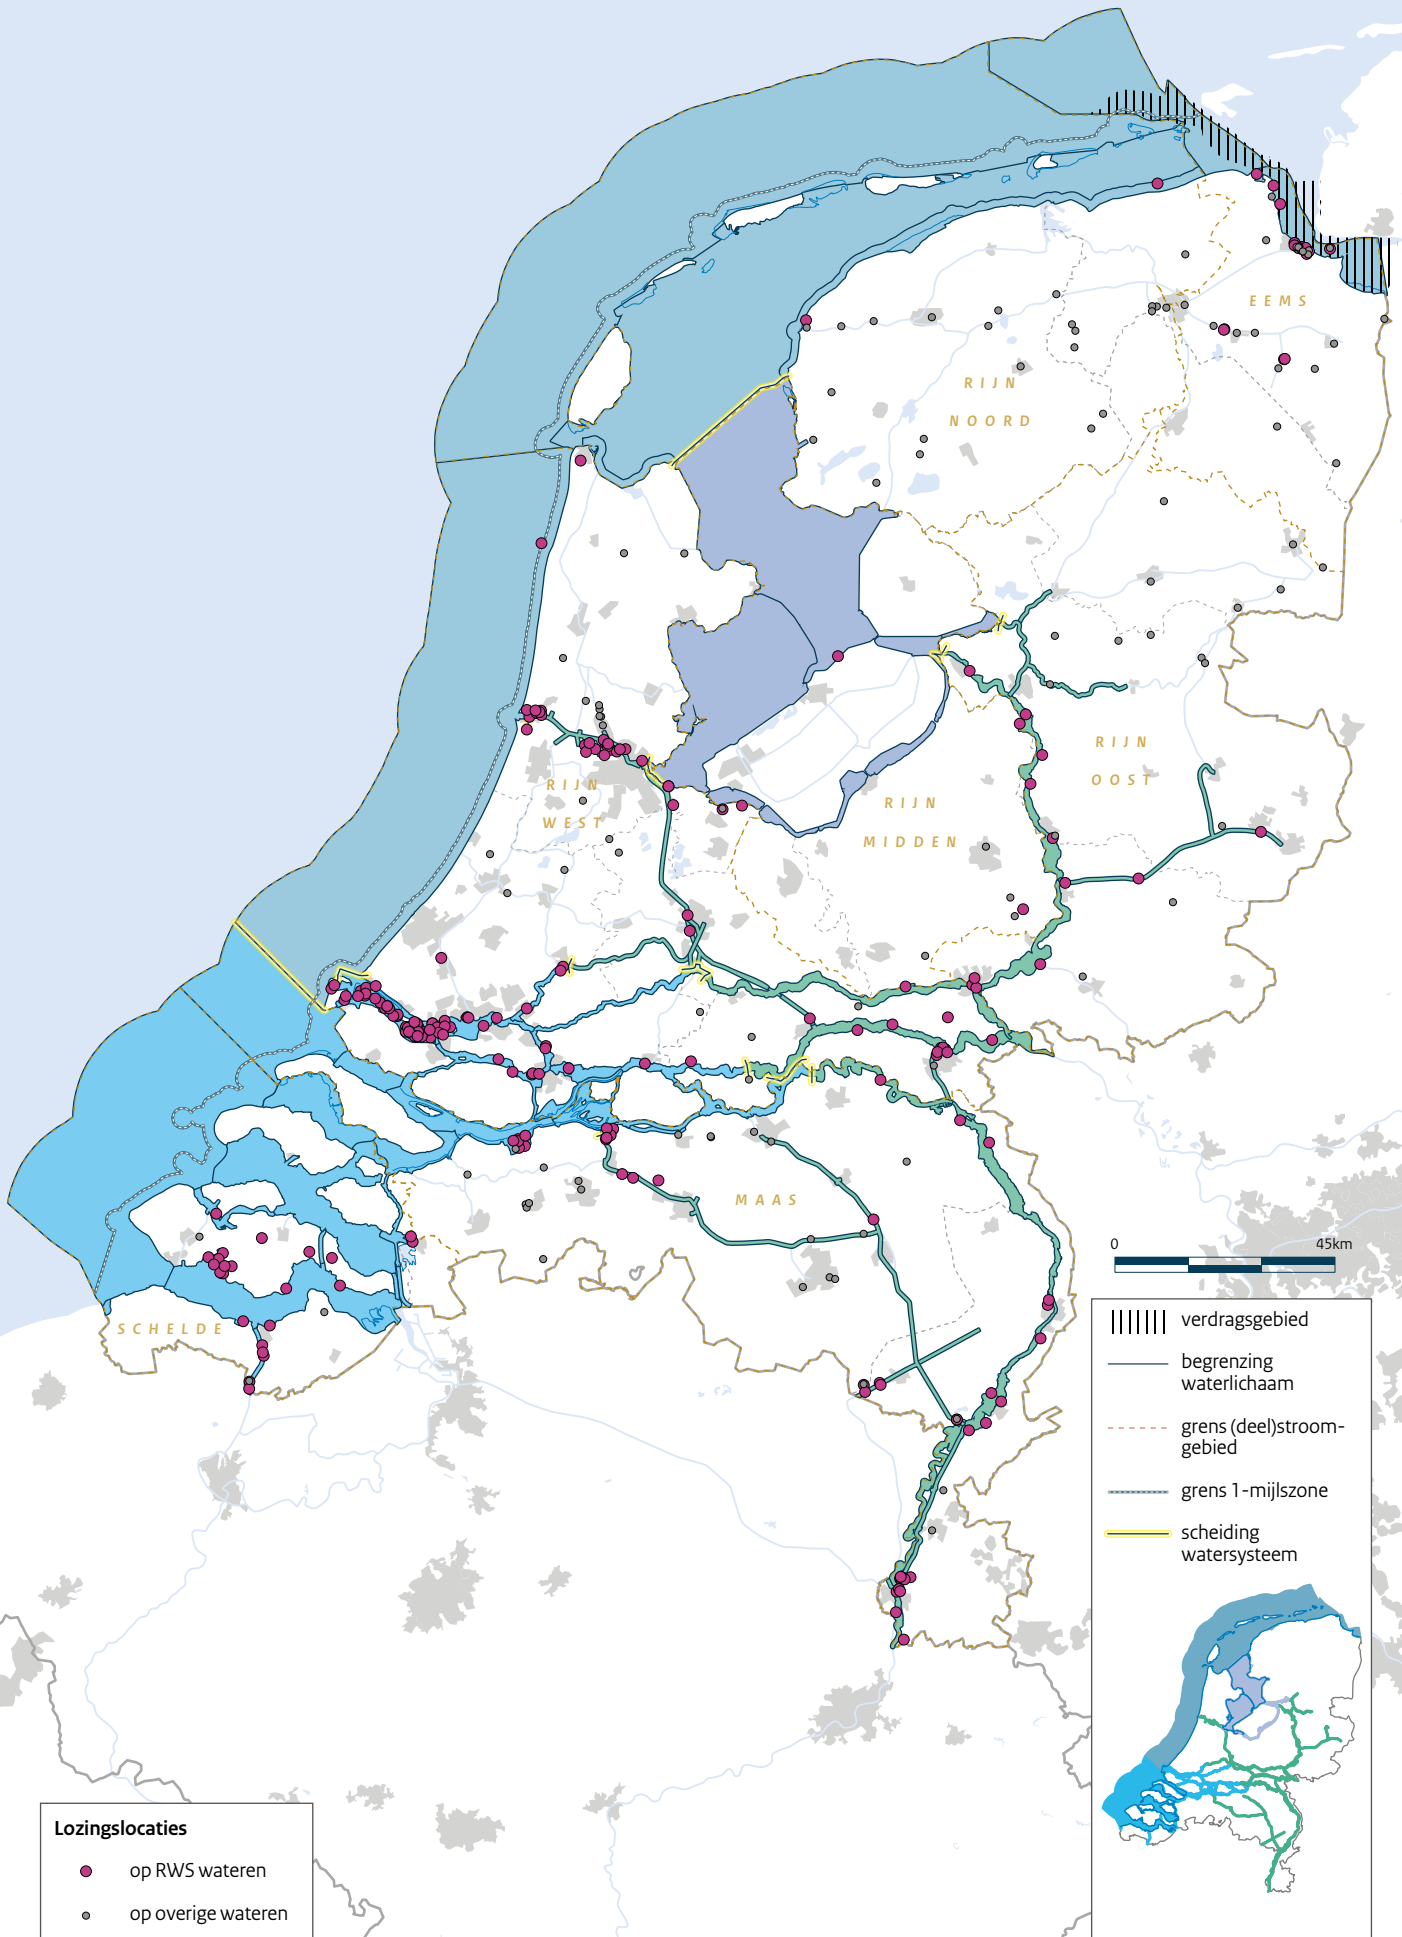 EEMS
RIJN
NOORD
RIJN
OOST
RIJN
WEST
RIJN
MIDDEN
MAAS
SCHELDE
0 45km
verdragsgebied
begrenzing
waterlichaam
grens (deel)stroom-
gebied
grens 1-mijlszone
scheiding
watersysteem
Lozingslocaties
op RWS wateren
op overige wateren